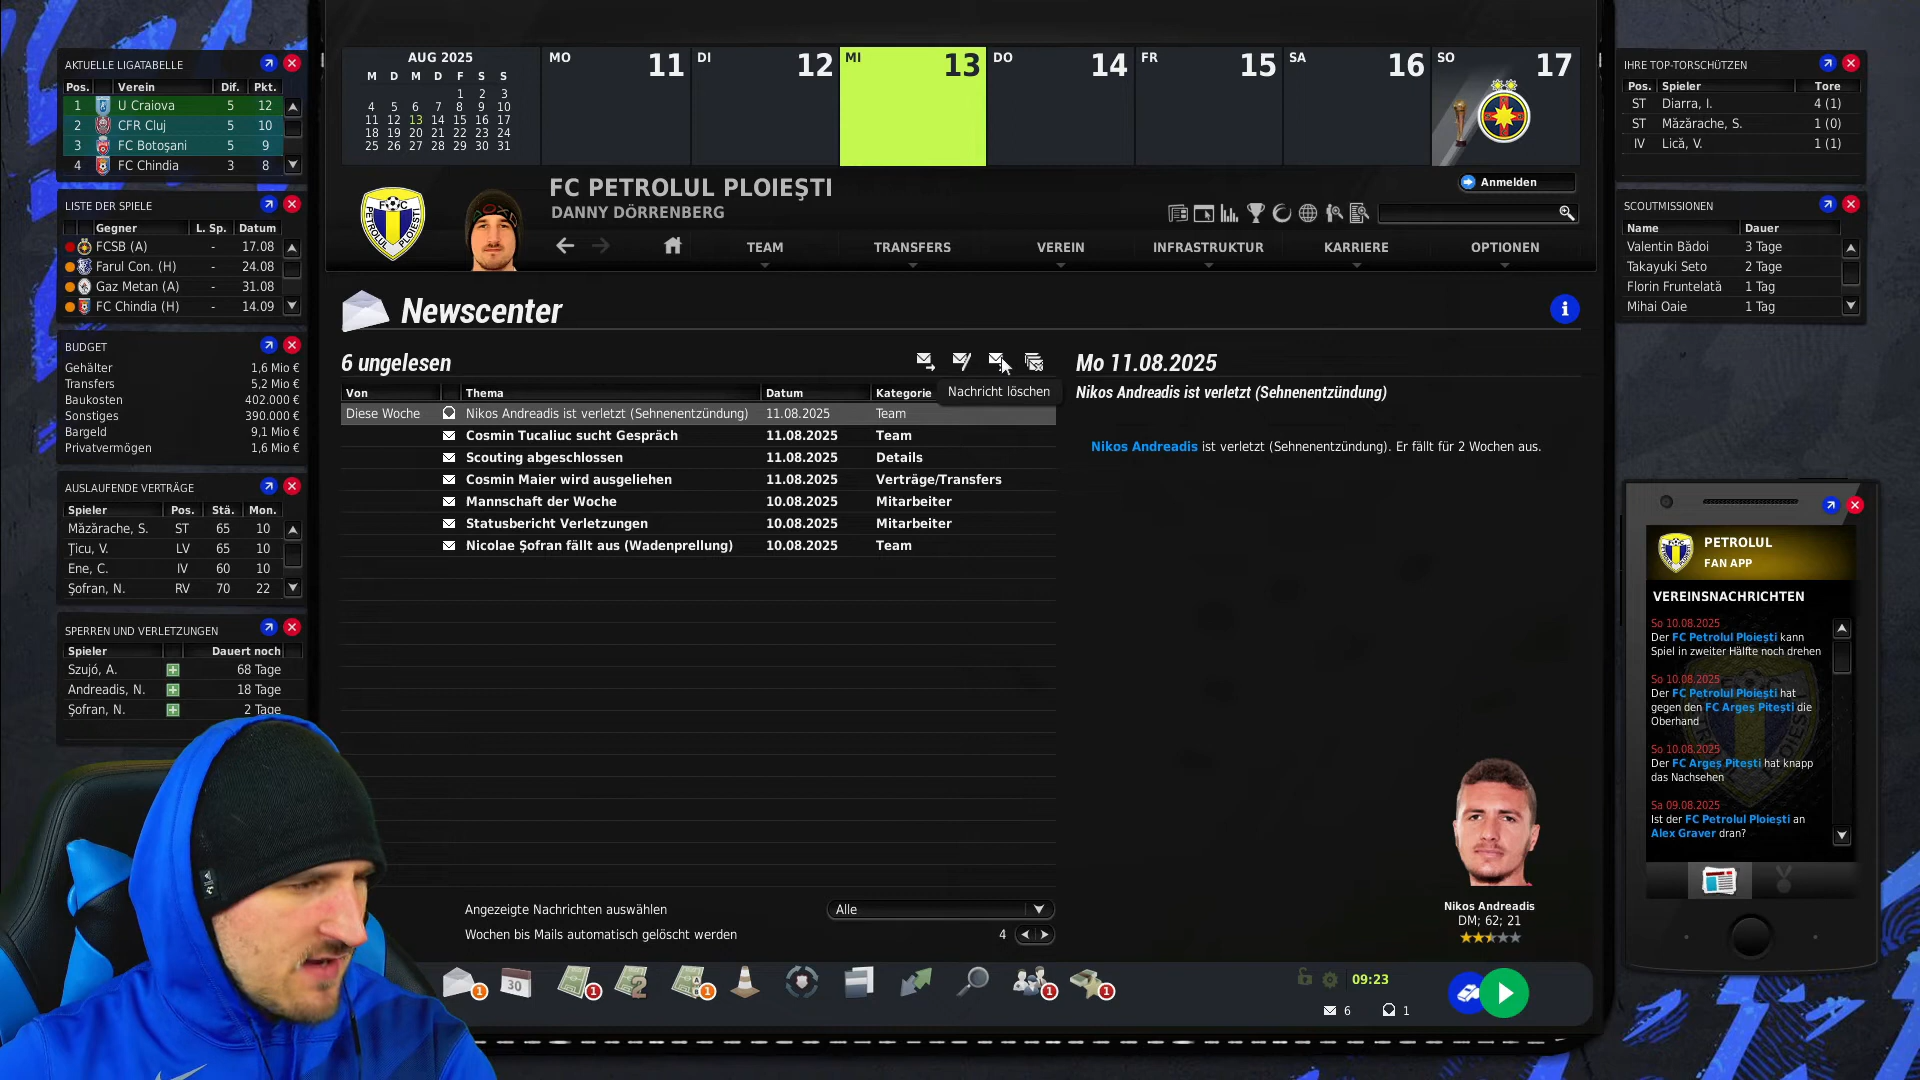 AKTUELLE LIGATABELLE
Pos. Verein Dif. Pkt.
1 U Craiova 5 12
2 CFR Cluj 5 10
3 FC Botoşani 5 9
4 FC Chindia 3 8
LISTE DER SPIELE
Gegner L. Sp. Datum
FCSB (A) - 17.08
Farul Con. (H) - 24.08
Gaz Metan (A) - 31.08
FC Chindia (H) - 14.09
BUDGET
Gehälter 1,6 Mio €
Transfers 5,2 Mio €
Baukosten 402.000 €
Sonstiges 390.000 €
Bargeld 9,1 Mio €
Privatvermögen 1,6 Mio €
AUSLAUFENDE VERTRÄGE
Spieler Pos. Stä. Mon.
Măzărache, S. ST 65 10
Ţicu, V. LV 65 10
Ene, C. IV 60 10
Şofran, N. RV 70 22
SPERREN UND VERLETZUNGEN
Spieler Dauert noch
Szujó, A. 68 Tage
Andreadis, N. 18 Tage
Şofran, N. 2 Tage
AUG 2025
M D M D F S S
1 2 3
4 5 6 7 8 9 10
11 12 13 14 15 16 17
18 19 20 21 22 23 24
25 26 27 28 29 30 31
MO 11 DI 12 MI 13 DO 14 FR 15 SA 16 SO 17
FC PETROLUL PLOIEŞTI
DANNY DÖRRENBERG
Anmelden
TEAM TRANSFERS VEREIN INFRASTRUKTUR KARRIERE OPTIONEN
Newscenter
6 ungelesen
Von Thema Datum Kategorie
Nachricht löschen
Diese Woche Nikos Andreadis ist verletzt (Sehnenentzündung) 11.08.2025 Team
Cosmin Tucaliuc sucht Gespräch 11.08.2025 Team
Scouting abgeschlossen 11.08.2025 Details
Cosmin Maier wird ausgeliehen 11.08.2025 Verträge/Transfers
Mannschaft der Woche 10.08.2025 Mitarbeiter
Statusbericht Verletzungen 10.08.2025 Mitarbeiter
Nicolae Şofran fällt aus (Wadenprellung) 10.08.2025 Team
Angezeigte Nachrichten auswählen Alle
Wochen bis Mails automatisch gelöscht werden 4
Mo 11.08.2025
Nikos Andreadis ist verletzt (Sehnenentzündung)
Nikos Andreadis ist verletzt (Sehnenentzündung). Er fällt für 2 Wochen aus.
Nikos Andreadis
DM; 62; 21
1 30 1 2 1 1 1
09:23
6 1
IHRE TOP-TORSCHÜTZEN
Pos. Spieler Tore
ST Diarra, I. 4 (1)
ST Măzărache, S. 1 (0)
IV Lică, V. 1 (1)
SCOUTMISSIONEN
Name Dauer
Valentin Bădoi 3 Tage
Takayuki Seto 2 Tage
Florin Fruntelată 1 Tag
Mihai Oaie 1 Tag
PETROLUL
FAN APP
VEREINSNACHRICHTEN
So 10.08.2025
Der FC Petrolul Ploieşti kann
Spiel in zweiter Hälfte noch drehen
So 10.08.2025
Der FC Petrolul Ploieşti hat
gegen den FC Argeş Piteşti die
Oberhand
So 10.08.2025
Der FC Argeş Piteşti hat knapp
das Nachsehen
Sa 09.08.2025
Ist der FC Petrolul Ploieşti an
Alex Graver dran?